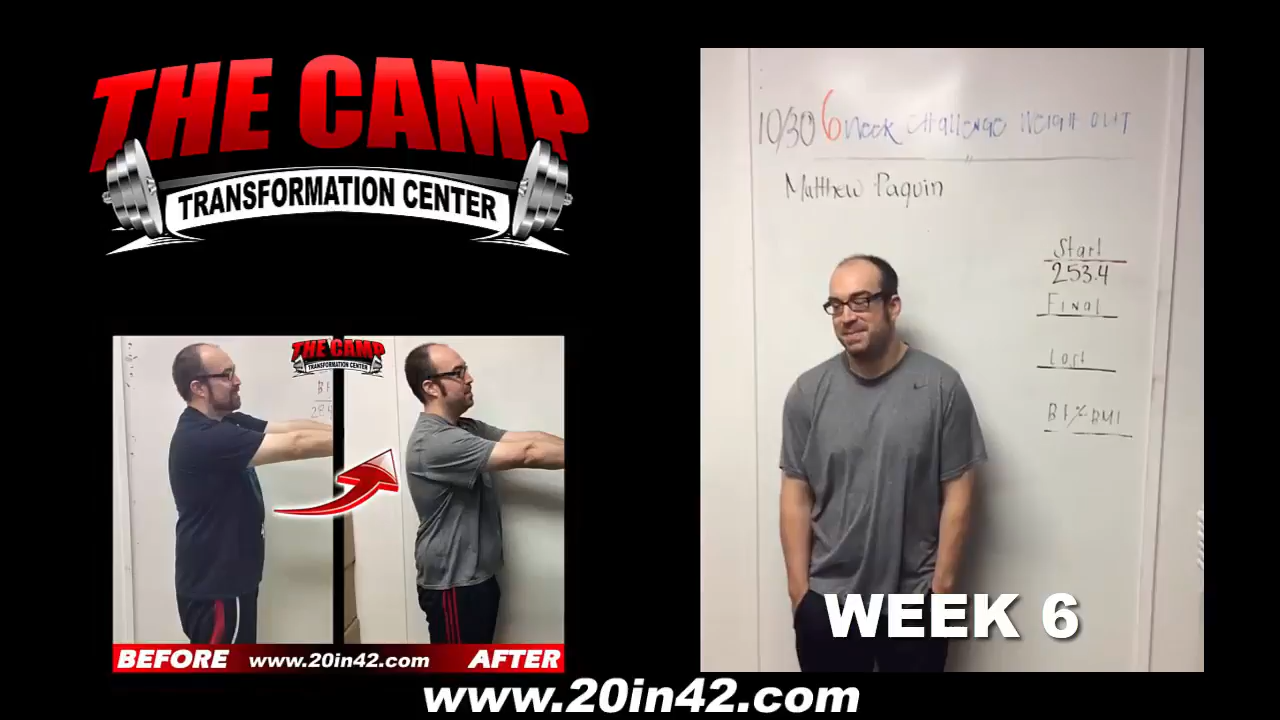 THE CAMP
TRANSFORMATION CENTER
10/30 6 Week CHallENGE WEIGH OUT
Matthew Paquin
Start
253.4
FINal
Lost
Bf%BMI
THE CAMP
TRANSFORMATION CENTER
BEFORE www.20in42.com AFTER
WEEK 6
www.20in42.com